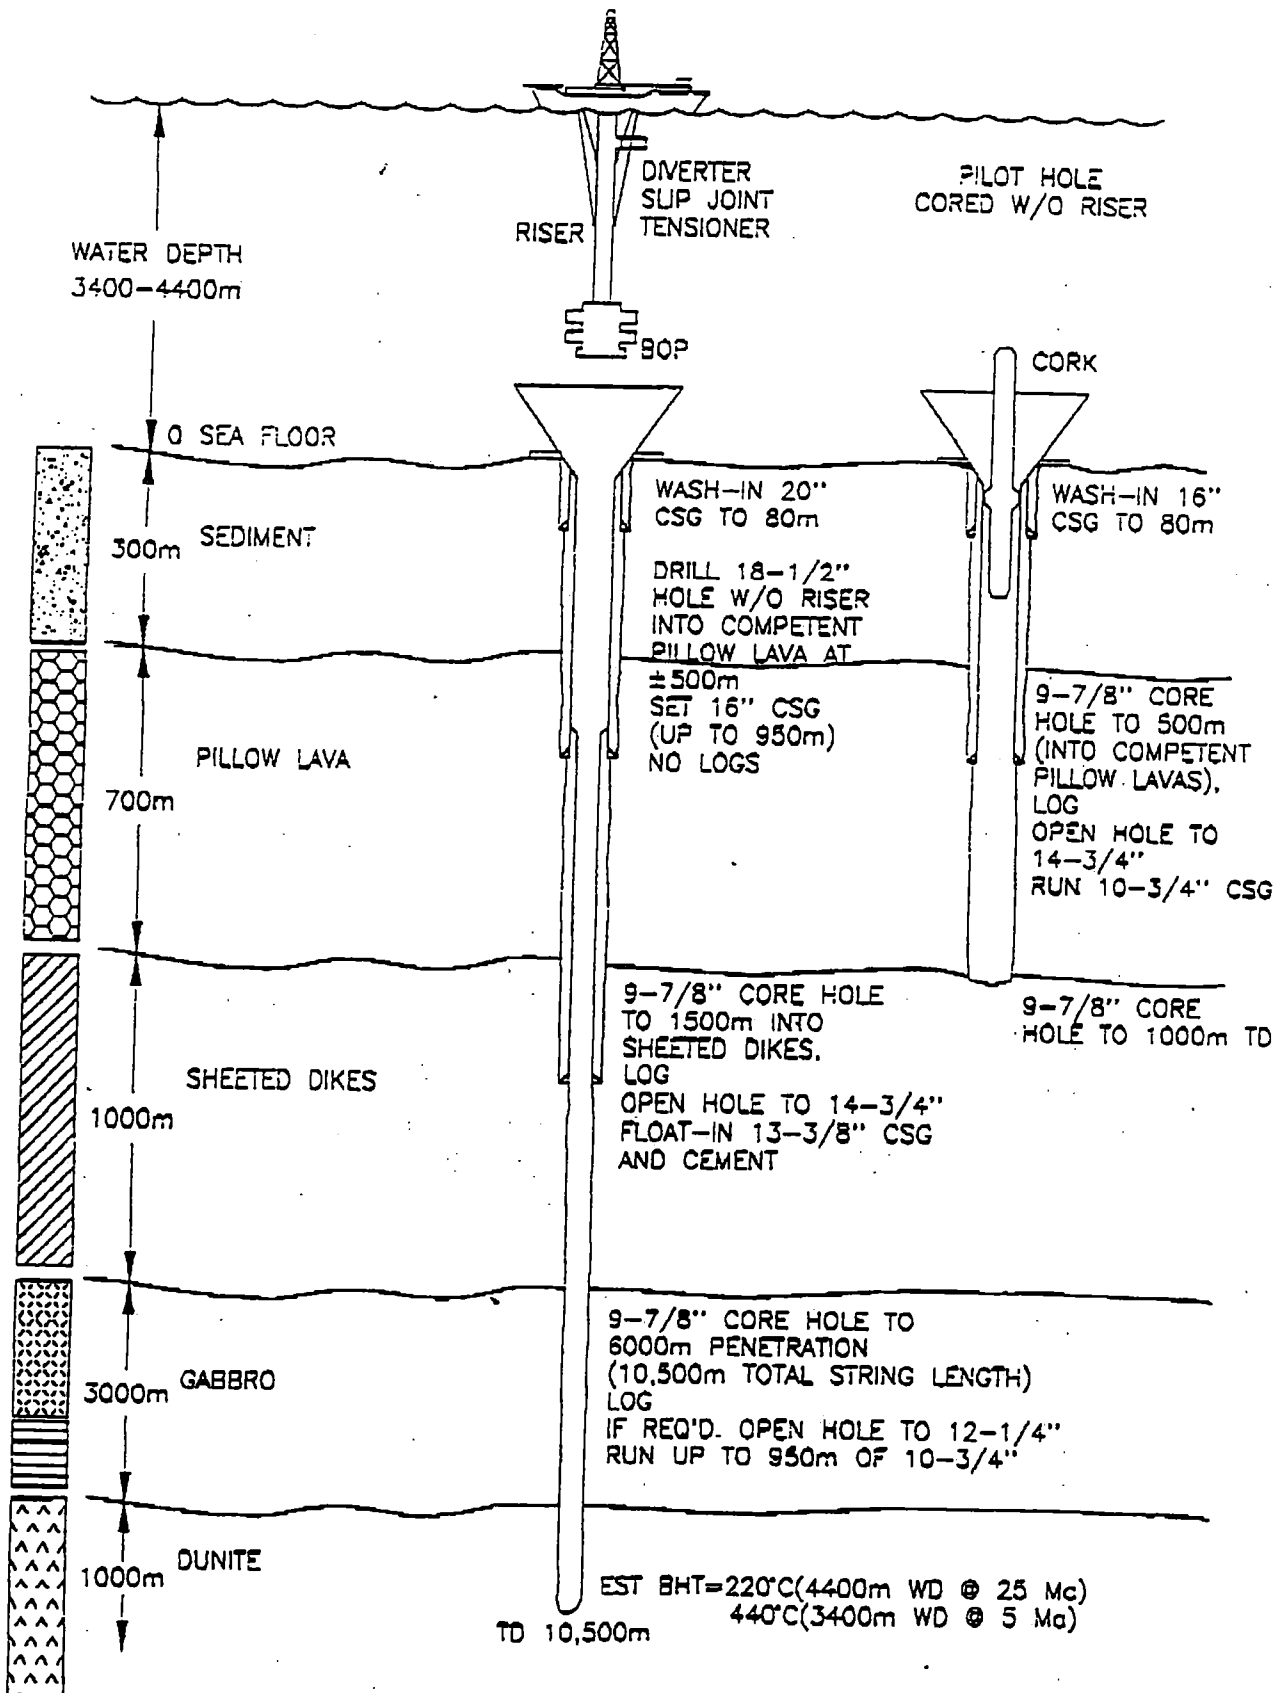 DIVERTER
SLIP JOINT
TENSIONER
RISER
PILOT HOLE
CORED W/O RISER
WATER DEPTH
3400-4400m
BOP
CORK
0 SEA FLOOR
WASH-IN 20"
CSG TO 80m
WASH-IN 16"
CSG TO 80m
300m
SEDIMENT
DRILL 18-1/2"
HOLE W/O RISER
INTO COMPETENT
PILLOW LAVA AT
±500m
SET 16" CSG
(UP TO 950m)
NO LOGS
9-7/8" CORE
HOLE TO 500m
(INTO COMPETENT
PILLOW LAVAS),
LOG
OPEN HOLE TO
14-3/4"
RUN 10-3/4" CSG
PILLOW LAVA
700m
9-7/8" CORE HOLE
TO 1500m INTO
SHEETED DIKES,
LOG
OPEN HOLE TO 14-3/4"
FLOAT-IN 13-3/8" CSG
AND CEMENT
9-7/8" CORE
HOLE TO 1000m TD
SHEETED DIKES
1000m
9-7/8" CORE HOLE TO
6000m PENETRATION
(10,500m TOTAL STRING LENGTH)
LOG
IF REQ'D. OPEN HOLE TO 12-1/4"
RUN UP TO 950m OF 10-3/4"
GABBRO
3000m
DUNITE
1000m
EST BHT=220°C(4400m WD @ 25 Ma)
440°C(3400m WD @ 5 Ma)
TD 10,500m